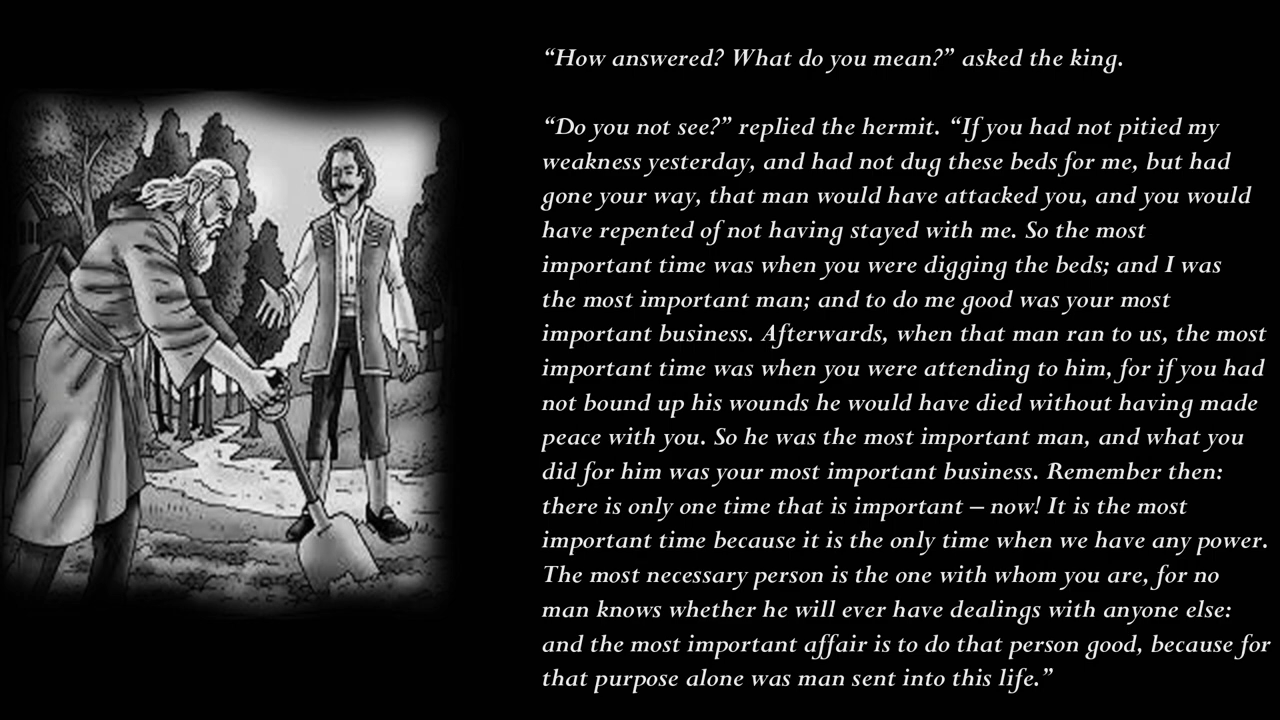 “How answered? What do you mean?” asked the king.
“Do you not see?” replied the hermit. “If you had not pitied my
weakness yesterday, and had not dug these beds for me, but had
gone your way, that man would have attacked you, and you would
have repented of not having stayed with me. So the most
important time was when you were digging the beds; and I was
the most important man; and to do me good was your most
important business. Afterwards, when that man ran to us, the most
important time was when you were attending to him, for if you had
not bound up his wounds he would have died without having made
peace with you. So he was the most important man, and what you
did for him was your most important business. Remember then:
there is only one time that is important – now! It is the most
important time because it is the only time when we have any power.
The most necessary person is the one with whom you are, for no
man knows whether he will ever have dealings with anyone else:
and the most important affair is to do that person good, because for
that purpose alone was man sent into this life.”